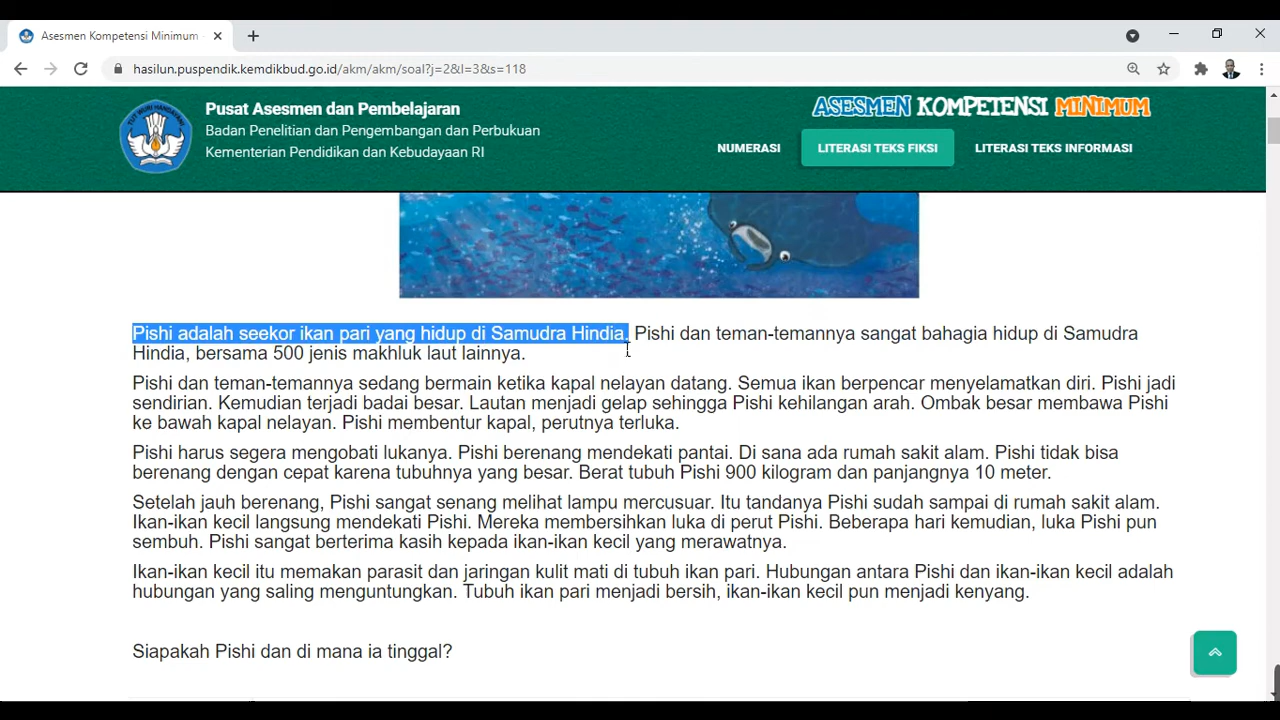 Asesmen Kompetensi Minimum
hasilun.puspendik.kemdikbud.go.id/akm/akm/soal?j=2&l=3&s=118
Pusat Asesmen dan Pembelajaran
Badan Penelitian dan Pengembangan dan Perbukuan
Kementerian Pendidikan dan Kebudayaan RI
ASESMEN KOMPETENSI MINIMUM
NUMERASI LITERASI TEKS FIKSI LITERASI TEKS INFORMASI
Pishi adalah seekor ikan pari yang hidup di Samudra Hindia. Pishi dan teman-temannya sangat bahagia hidup di Samudra
Hindia, bersama 500 jenis makhluk laut lainnya.
Pishi dan teman-temannya sedang bermain ketika kapal nelayan datang. Semua ikan berpencar menyelamatkan diri. Pishi jadi
sendirian. Kemudian terjadi badai besar. Lautan menjadi gelap sehingga Pishi kehilangan arah. Ombak besar membawa Pishi
ke bawah kapal nelayan. Pishi membentur kapal, perutnya terluka.
Pishi harus segera mengobati lukanya. Pishi berenang mendekati pantai. Di sana ada rumah sakit alam. Pishi tidak bisa
berenang dengan cepat karena tubuhnya yang besar. Berat tubuh Pishi 900 kilogram dan panjangnya 10 meter.
Setelah jauh berenang, Pishi sangat senang melihat lampu mercusuar. Itu tandanya Pishi sudah sampai di rumah sakit alam.
Ikan-ikan kecil langsung mendekati Pishi. Mereka membersihkan luka di perut Pishi. Beberapa hari kemudian, luka Pishi pun
sembuh. Pishi sangat berterima kasih kepada ikan-ikan kecil yang merawatnya.
Ikan-ikan kecil itu memakan parasit dan jaringan kulit mati di tubuh ikan pari. Hubungan antara Pishi dan ikan-ikan kecil adalah
hubungan yang saling menguntungkan. Tubuh ikan pari menjadi bersih, ikan-ikan kecil pun menjadi kenyang.
Siapakah Pishi dan di mana ia tinggal?